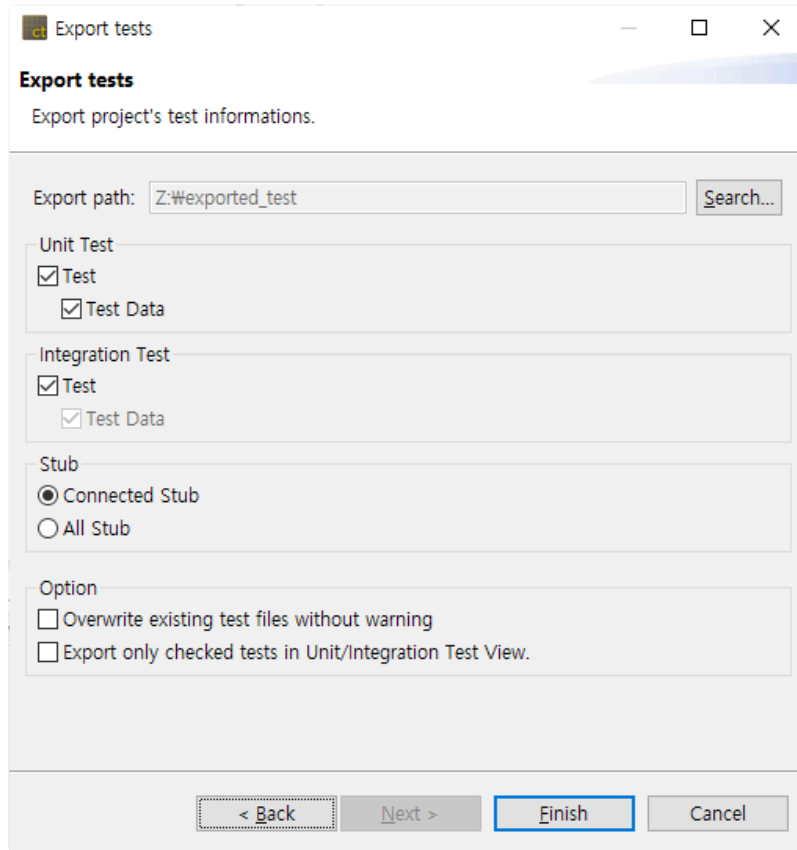 ct Export tests
Export tests
Export project's test informations.
Export path: Z:₩exported_test Search...
Unit Test
Test
Test Data
Integration Test
Test
Test Data
Stub
Connected Stub
All Stub
Option
Overwrite existing test files without warning
Export only checked tests in Unit/Integration Test View.
< Back Next > Finish Cancel